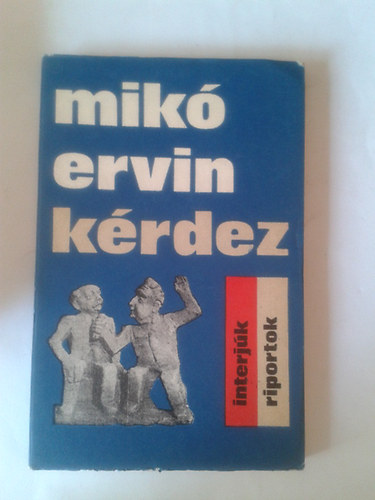 mikó
ervin
kérdez
interjúk
riportok